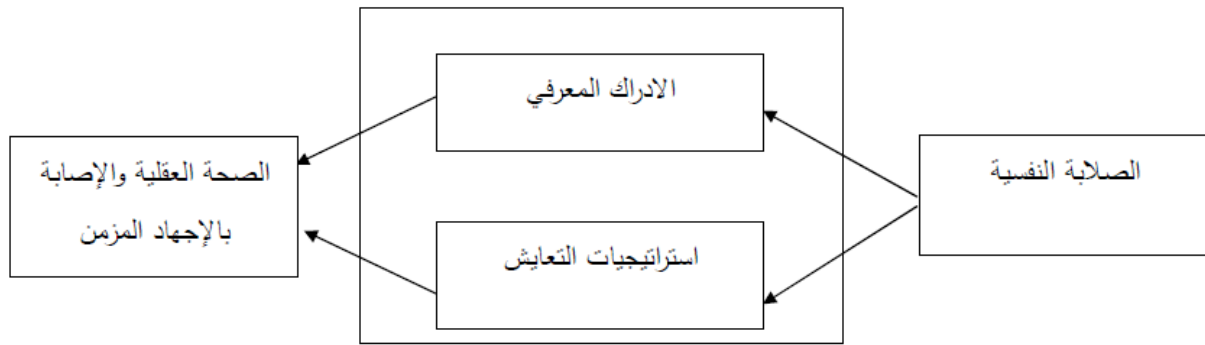 الادراك المعرفي
الصلابة النفسية
الصحة العقلية والإصابة
بالإجهاد المزمن
استراتيجيات التعايش